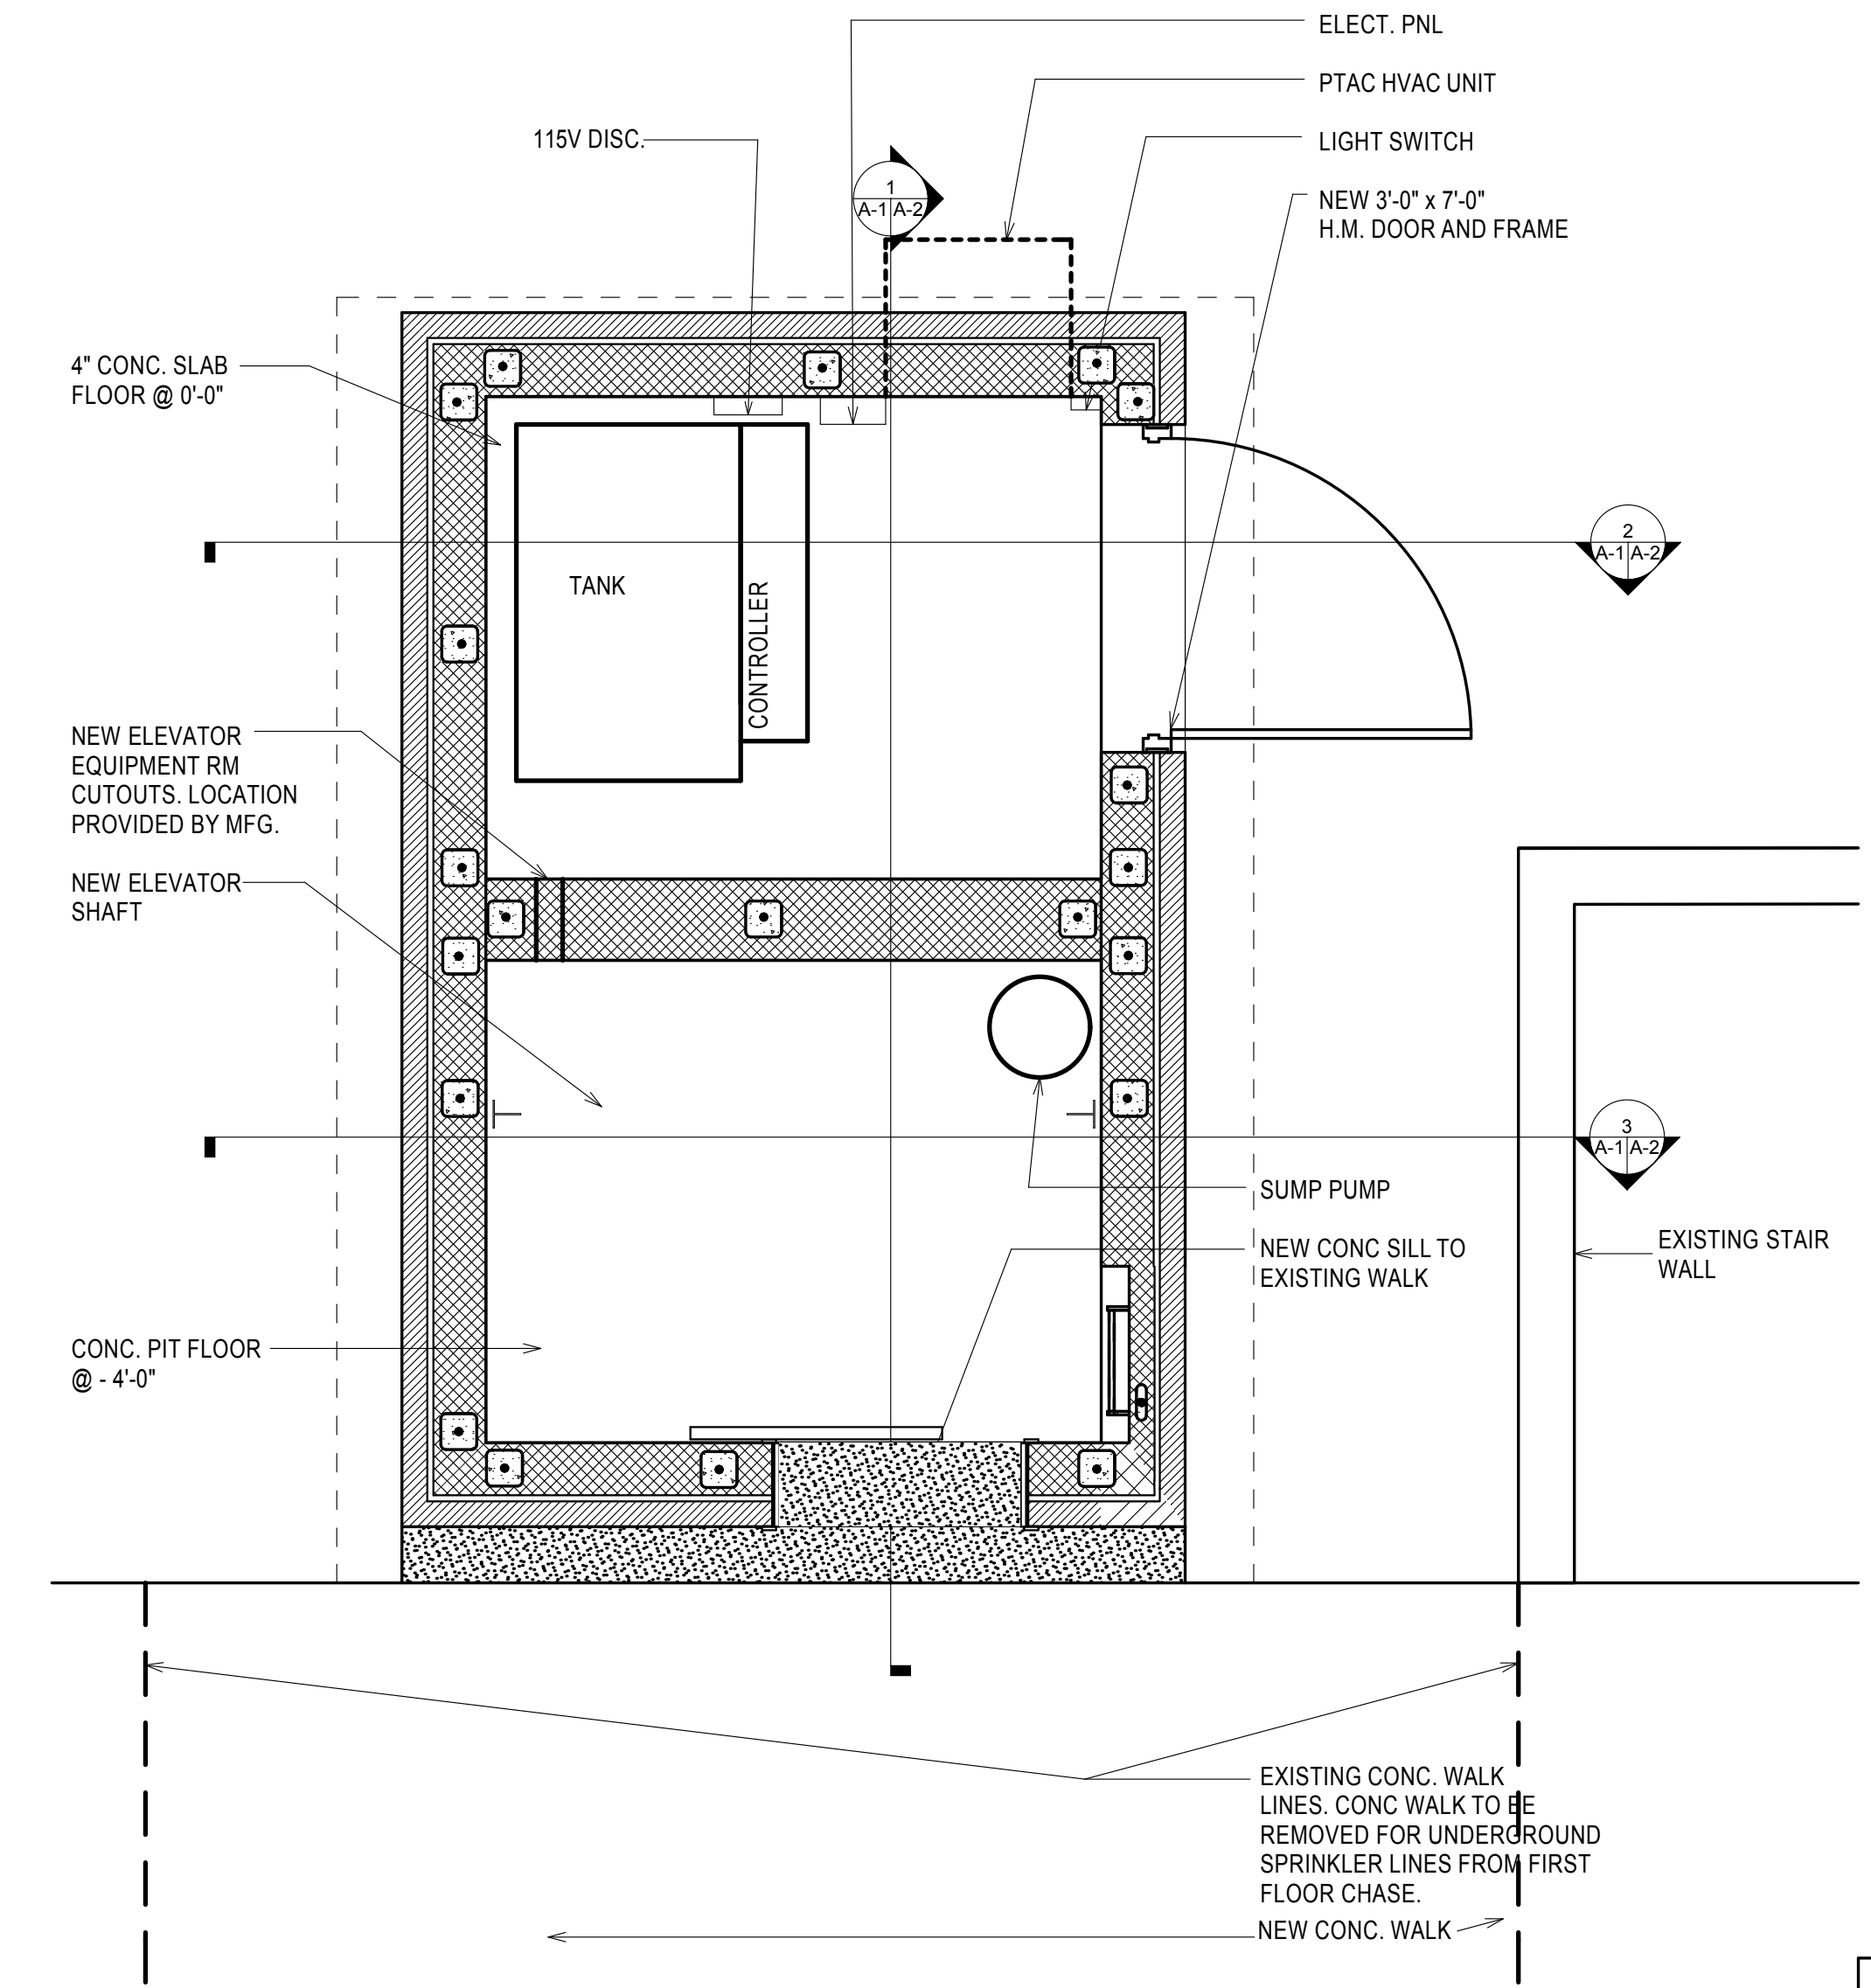 ELECT. PNL
PTAC HVAC UNIT
115V DISC.
LIGHT SWITCH
1
A-1 A-2
NEW 3'-0" x 7'-0"
H.M. DOOR AND FRAME
4" CONC. SLAB
FLOOR @ 0'-0"
2
A-1 A-2
TANK
CONTROLLER
NEW ELEVATOR
EQUIPMENT RM
CUTOUTS. LOCATION
PROVIDED BY MFG.
NEW ELEVATOR
SHAFT
3
A-1 A-2
SUMP PUMP
NEW CONC SILL TO
EXISTING WALK
EXISTING STAIR
WALL
CONC. PIT FLOOR
@ - 4'-0"
EXISTING CONC. WALK
LINES. CONC WALK TO BE
REMOVED FOR UNDERGROUND
SPRINKLER LINES FROM FIRST
FLOOR CHASE.
NEW CONC. WALK